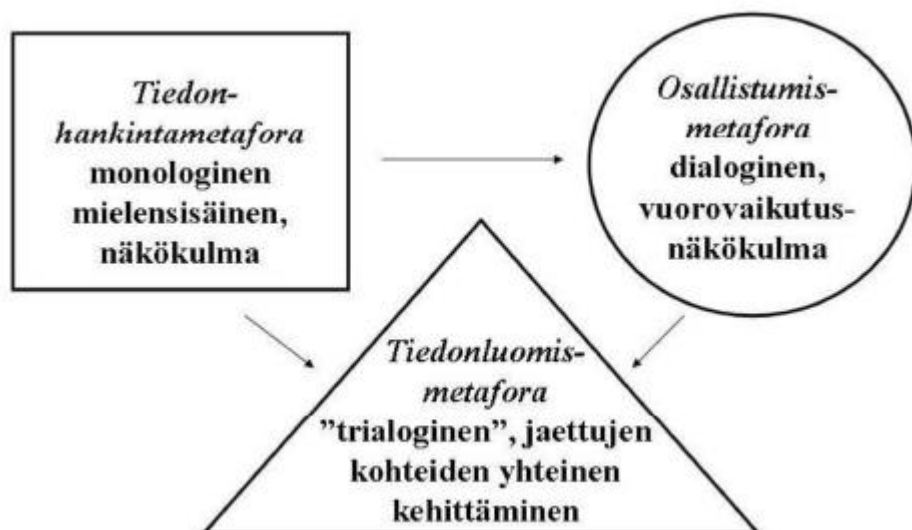 Tiedon-
hankintametafora
monologinen
mielensisäinen,
näkökulma
Osallistumis-
metafora
dialoginen,
vuorovaikutus-
näkökulma
Tiedonluomis-
metafora
”trialoginen”, jaettujen
kohteiden yhteinen
kehittäminen